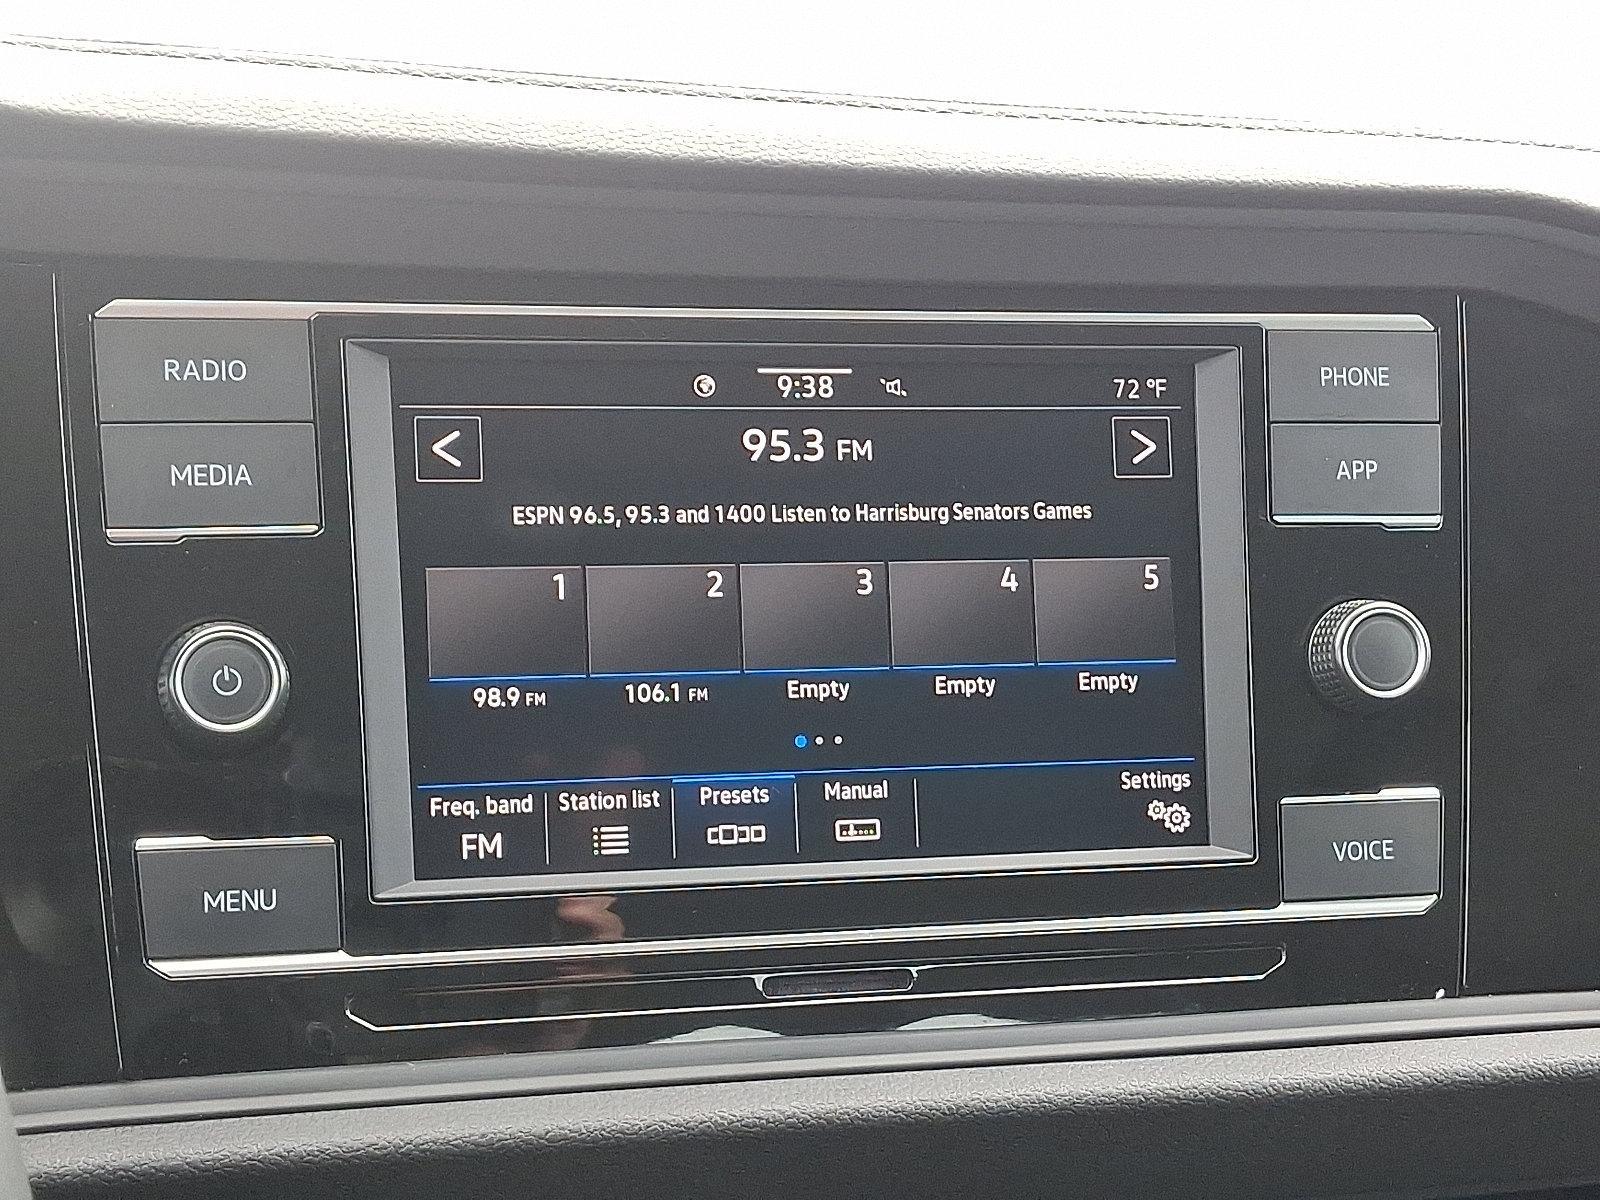 RADIO
MEDIA
MENU
9:38
72 °F
<
95.3 FM
>
ESPN 96.5, 95.3 and 1400 Listen to Harrisburg Senators Games
1 2 3 4 5
98.9 FM 106.1 FM Empty Empty Empty
Freq. band Station list Presets Manual Settings
FM
PHONE
APP
VOICE